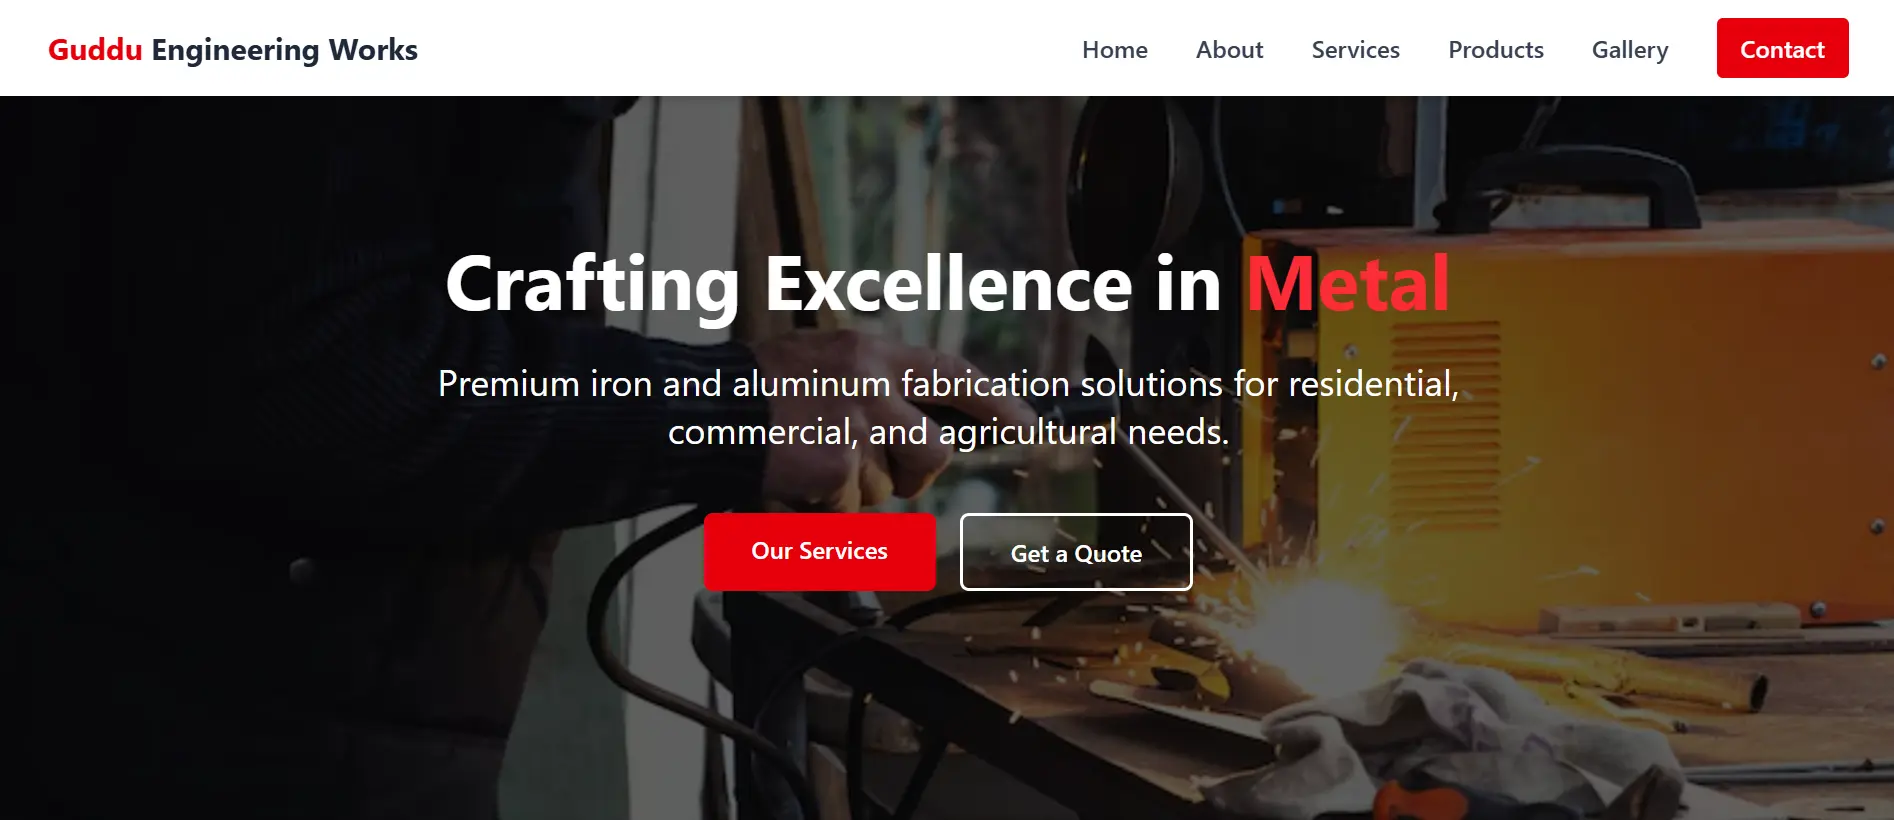 Guddu Engineering Works
Home
About
Services
Products
Gallery
Contact
Crafting Excellence in Metal
Premium iron and aluminum fabrication solutions for residential,
commercial, and agricultural needs.
Our Services
Get a Quote